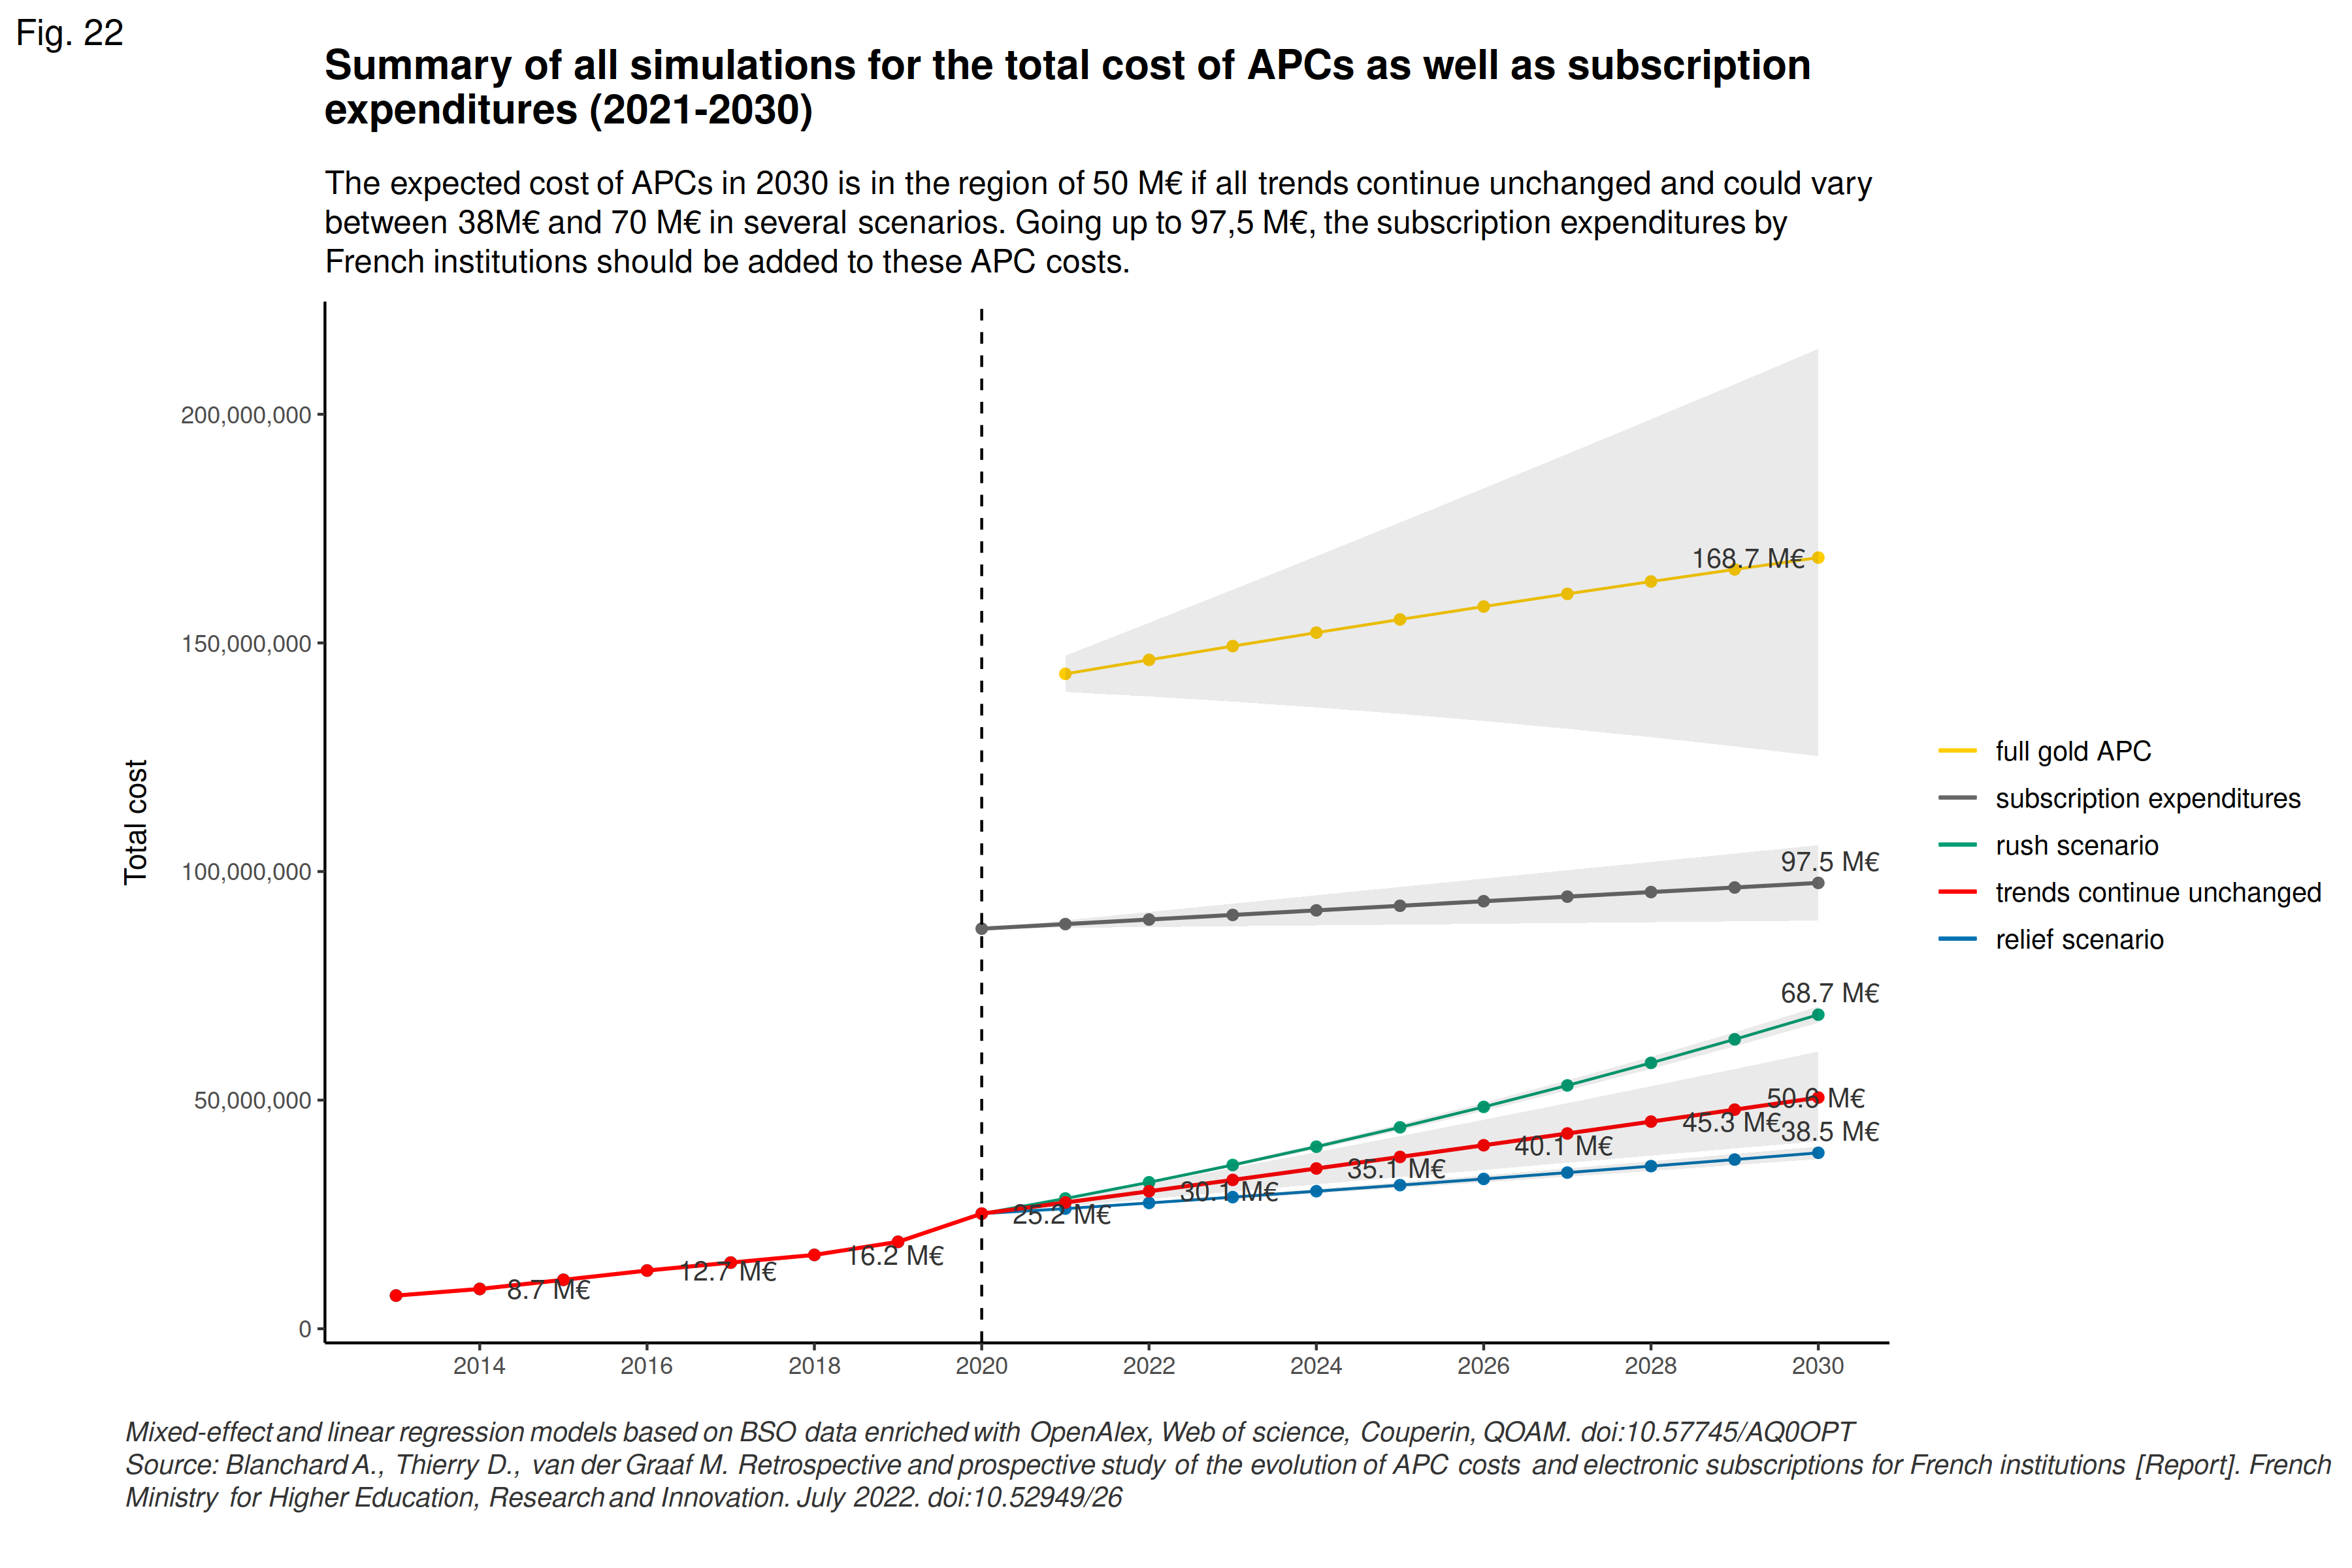 Fig. 22
Summary of all simulations for the total cost of APCs as well as subscription
expenditures (2021-2030)
The expected cost of APCs in 2030 is in the region of 50 M€ if all trends continue unchanged and could vary
between 38M€ and 70 M€ in several scenarios. Going up to 97,5 M€, the subscription expenditures by
French institutions should be added to these APC costs.
Total cost
200,000,000
150,000,000
100,000,000
50,000,000
0
168.7 M€
97.5 M€
68.7 M€
50.6 M€
45.3 M€
38.5 M€
40.1 M€
35.1 M€
30.1 M€
25.2 M€
16.2 M€
12.7 M€
8.7 M€
2014
2016
2018
2020
2022
2024
2026
2028
2030
full gold APC
subscription expenditures
rush scenario
trends continue unchanged
relief scenario
Mixed-effect and linear regression models based on BSO data enriched with OpenAlex, Web of science, Couperin, QOAM. doi:10.57745/AQ0OPT
Source: Blanchard A., Thierry D., van der Graaf M. Retrospective and prospective study of the evolution of APC costs and electronic subscriptions for French institutions [Report]. French
Ministry for Higher Education, Research and Innovation. July 2022. doi:10.52949/26